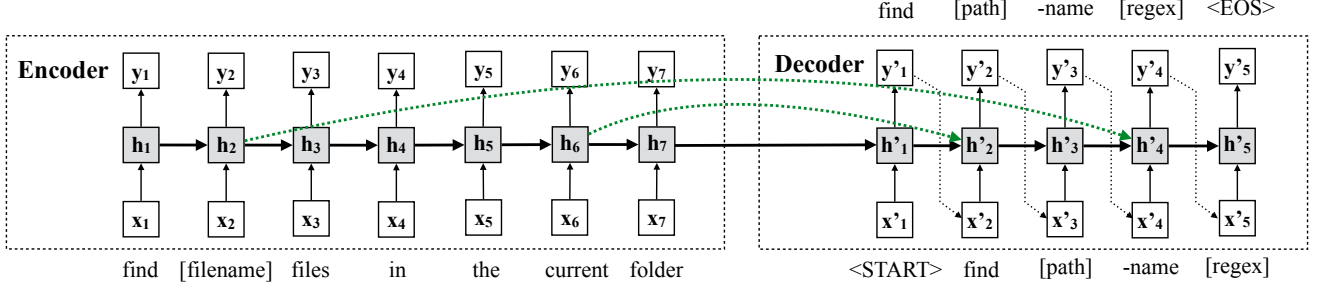 find [path] -name [regex] <EOS>
Encoder y1 y2 y3 y4 y5 y6 y7 Decoder y'1 y'2 y'3 y'4 y'5
h1 h2 h3 h4 h5 h6 h7 h'1 h'2 h'3 h'4 h'5
x1 x2 x3 x4 x5 x6 x7 x'1 x'2 x'3 x'4 x'5
find [filename] files in the current folder <START> find [path] -name [regex]